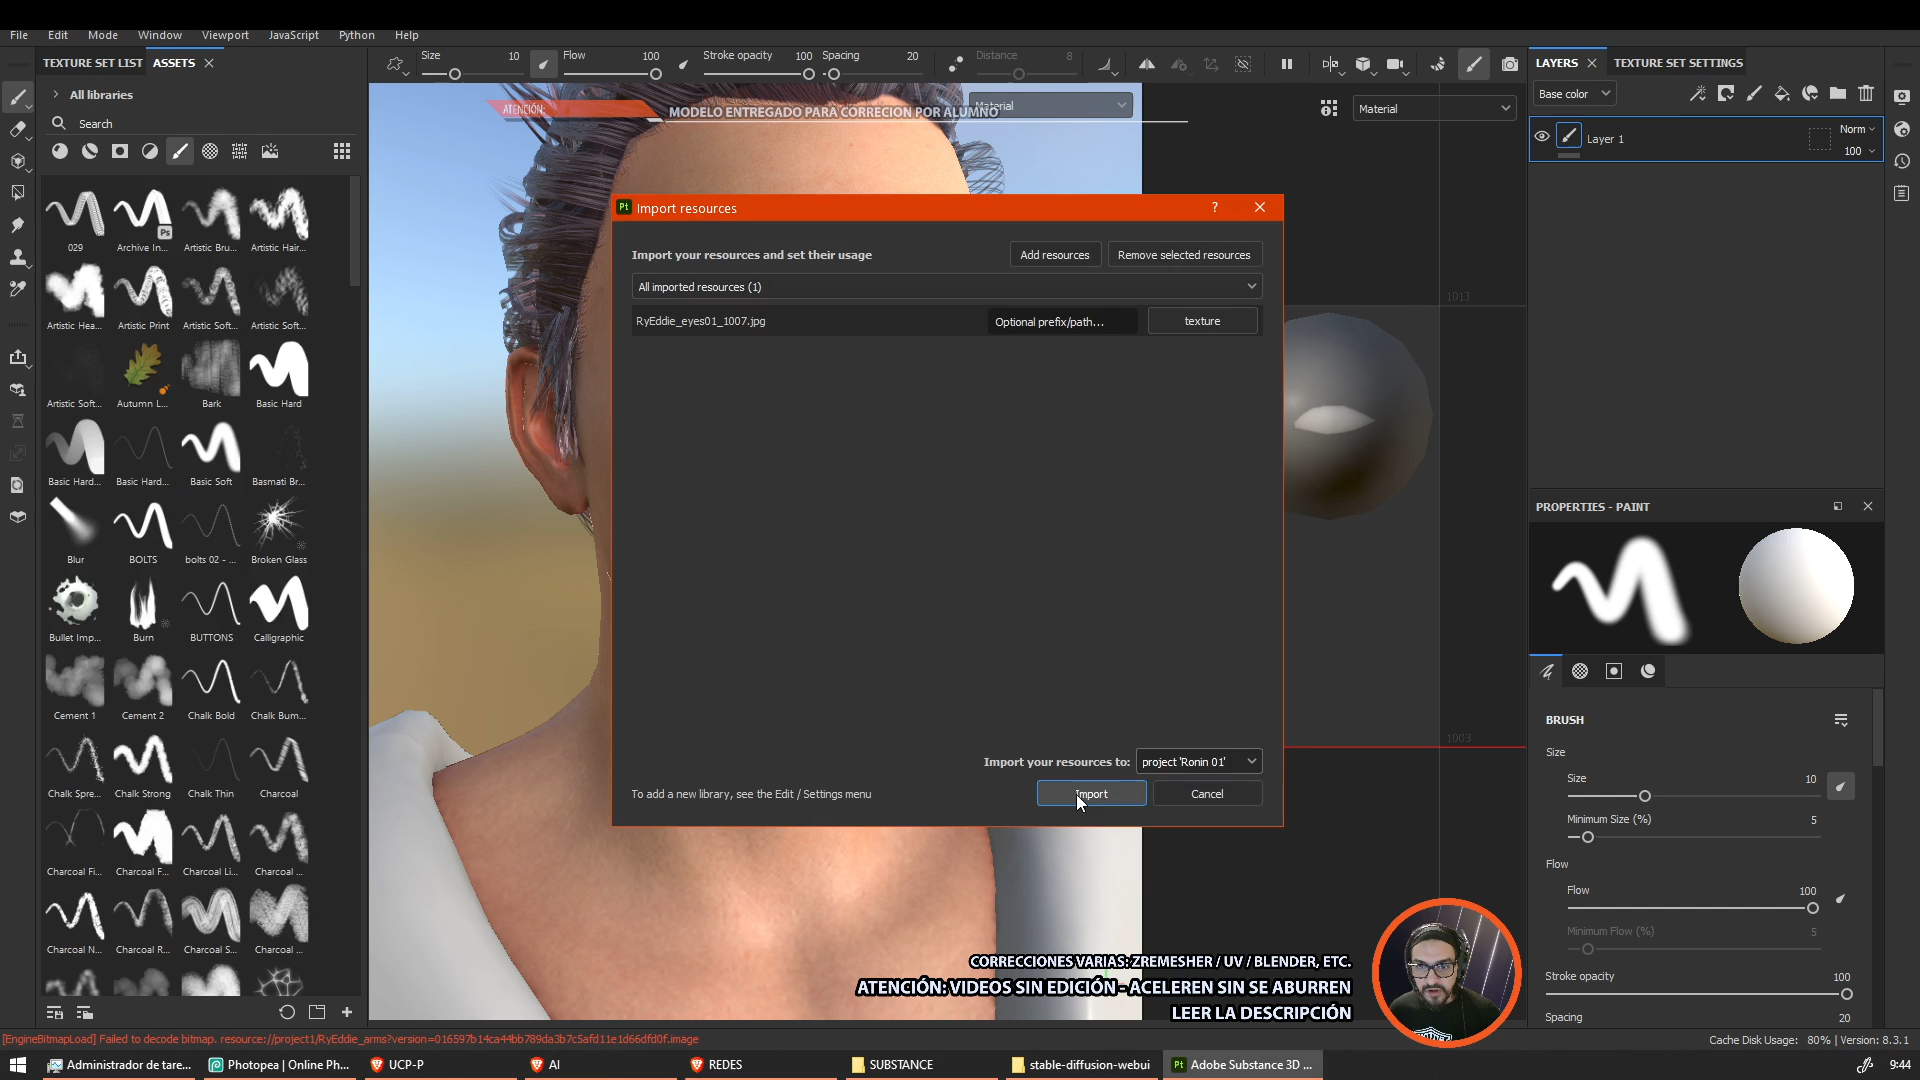 File Edit Mode Window Viewport JavaScript Python Help
TEXTURE SET LIST ASSETS
Size 10 Flow 100 Stroke opacity 100 Spacing 20 Distance 8
LAYERS TEXTURE SET SETTINGS
All libraries
Search
Base color
ATENCIÓN:
MODELO ENTREGADO PARA CORRECION POR ALUMNO
Material
Material
Layer 1
Norm
100
029 Archive In... Artistic Bru... Artistic Hair...
Artistic Hea... Artistic Print Artistic Soft... Artistic Soft...
Artistic Soft... Autumn L... Bark Basic Hard
Basic Hard... Basic Hard... Basic Soft Basmati Br...
Blur BOLTS bolts 02 - ... Broken Glass
Bullet Imp... Burn BUTTONS Calligraphic
Cement 1 Cement 2 Chalk Bold Chalk Bum...
Chalk Spre... Chalk Strong Chalk Thin Charcoal
Charcoal Fi... Charcoal F... Charcoal Li... Charcoal ...
Charcoal N... Charcoal R... Charcoal S... Charcoal ...
Ps
Pt Import resources ?
Import your resources and set their usage
Add resources
Remove selected resources
All imported resources (1)
RyEddie_eyes01_1007.jpg
Optional prefix/path...
texture
Import your resources to: project 'Ronin 01'
To add a new library, see the Edit / Settings menu
Import
Cancel
1013
1003
PROPERTIES - PAINT
BRUSH
Size
Size 10
Minimum Size (%) 5
Flow
Flow 100
Minimum Flow (%) 5
Stroke opacity 100
Spacing 20
CORRECCIONES VARIAS: ZREMESHER / UV / BLENDER, ETC.
ATENCIÓN: VIDEOS SIN EDICIÓN - ACELEREN SIN SE ABURREN
LEER LA DESCRIPCIÓN
[EngineBitmapLoad] Failed to decode bitmap. resource://project1/RyEddie_arms?version=016597b14ca44bb789da3b7c5afd11e1d66dfd0f.image
Cache Disk Usage: 80% | Version: 8.3.1
Administrador de tare...
Photopea | Online Ph...
UCP-P
AI
REDES
SUBSTANCE
stable-diffusion-webui
Pt Adobe Substance 3D ...
9:44